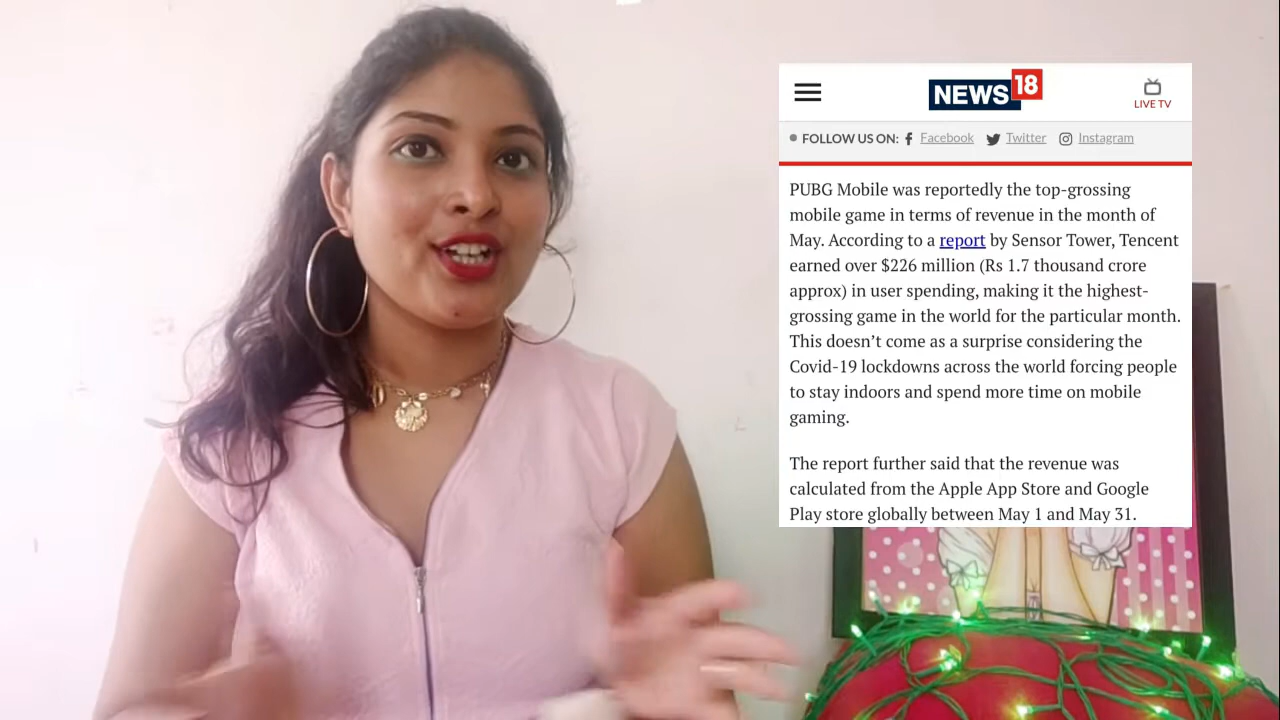 NEWS 18
LIVE TV
FOLLOW US ON: Facebook Twitter Instagram
PUBG Mobile was reportedly the top-grossing
mobile game in terms of revenue in the month of
May. According to a report by Sensor Tower, Tencent
earned over $226 million (Rs 1.7 thousand crore
approx) in user spending, making it the highest-
grossing game in the world for the particular month.
This doesn’t come as a surprise considering the
Covid-19 lockdowns across the world forcing people
to stay indoors and spend more time on mobile
gaming.
The report further said that the revenue was
calculated from the Apple App Store and Google
Play store globally between May 1 and May 31.